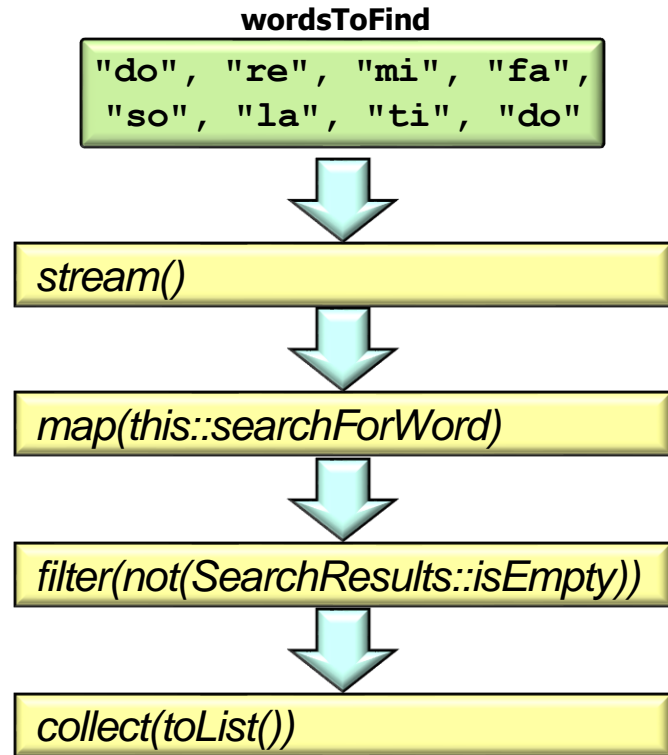 wordsToFind
"do", "re", "mi", "fa",
"so", "la", "ti", "do"
stream()
map(this::searchForWord)
filter(not(SearchResults::isEmpty))
collect(toList())